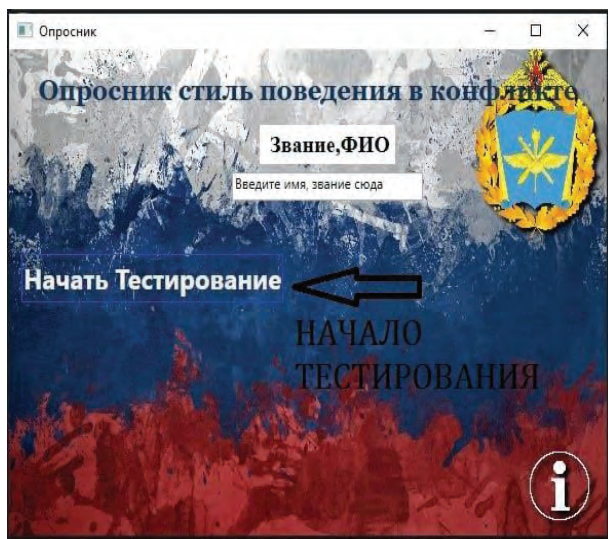 Опросник
Опросник стиль поведения в конфликте
Звание,ФИО
Введите имя, звание сюда
Начать Тестирование
НАЧАЛО
ТЕСТИРОВАНИЯ
i